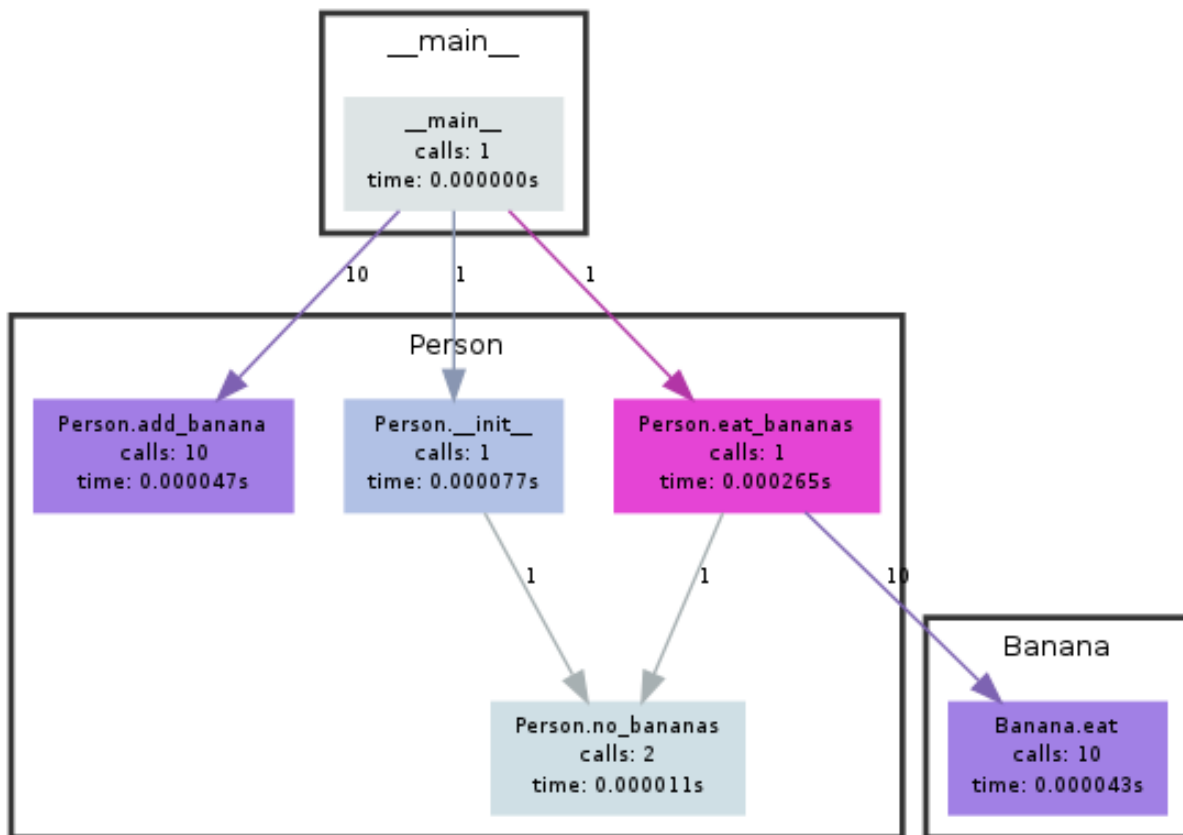 __main__
__main__
calls: 1
time: 0.000000s
10
1
1
Person
Person.add_banana
calls: 10
time: 0.000047s
Person.__init__
calls: 1
time: 0.000077s
Person.eat_bananas
calls: 1
time: 0.000265s
1
1
10
Banana
Person.no_bananas
calls: 2
time: 0.000011s
Banana.eat
calls: 10
time: 0.000043s